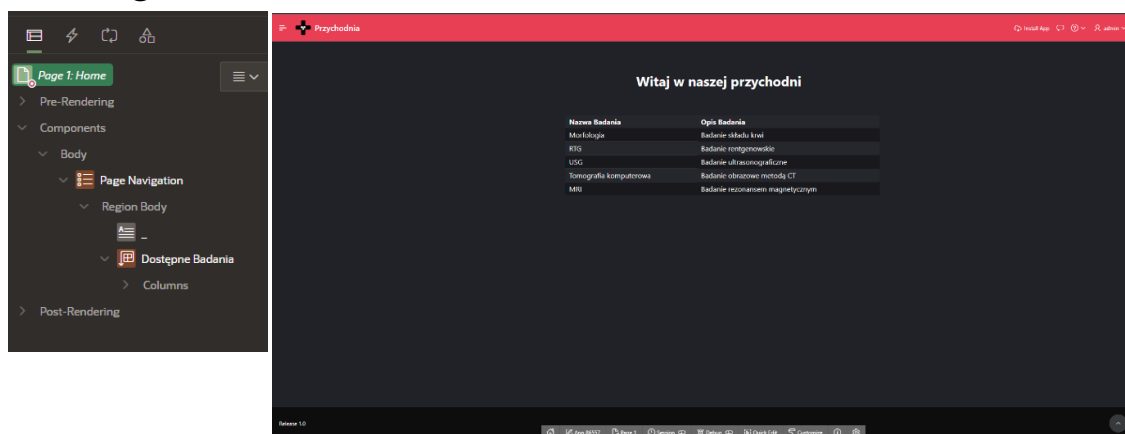 Page 1: Home
Pre-Rendering
Components
Body
Page Navigation
Region Body
_
Dostępne Badania
Columns
Post-Rendering
Przychodnia
Install App
admin
Witaj w naszej przychodni
Nazwa Badania Opis Badania
Morfologia Badanie składu krwi
RTG Badanie rentgenowskie
USG Badanie ultrasonograficzne
Tomografia komputerowa Badanie obrazowe metodą CT
MRI Badanie rezonansem magnetycznym
Release 1.0
Page 1 Session Debug Quick Edit Customize